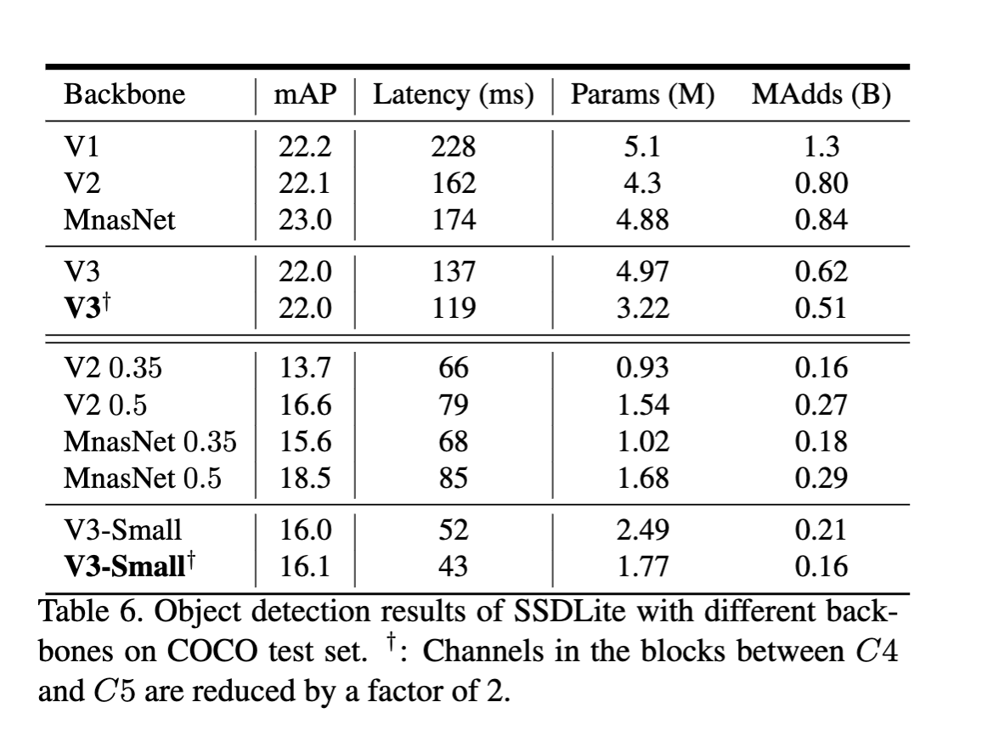 Backbone mAP Latency (ms) Params (M) MAdds (B)
V1 22.2 228 5.1 1.3
V2 22.1 162 4.3 0.80
MnasNet 23.0 174 4.88 0.84
V3 22.0 137 4.97 0.62
V3† 22.0 119 3.22 0.51
V2 0.35 13.7 66 0.93 0.16
V2 0.5 16.6 79 1.54 0.27
MnasNet 0.35 15.6 68 1.02 0.18
MnasNet 0.5 18.5 85 1.68 0.29
V3-Small 16.0 52 2.49 0.21
V3-Small† 16.1 43 1.77 0.16
Table 6. Object detection results of SSDLite with different back-
bones on COCO test set. †: Channels in the blocks between C4
and C5 are reduced by a factor of 2.